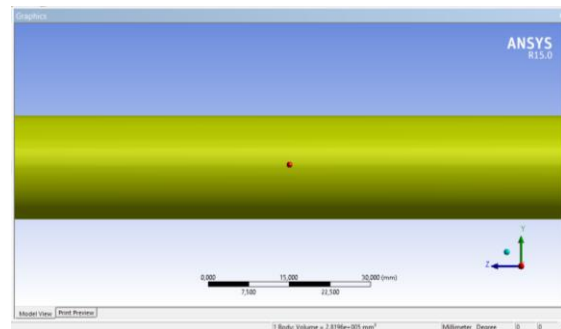 Graphics
ANSYS
R15.0
Y
Z
0,000 15,000 30,000 (mm)
7,500 22,500
Model View Print Preview
Body: Volume = 2.8196e+005 mm³ Millimeter Degree 0 0